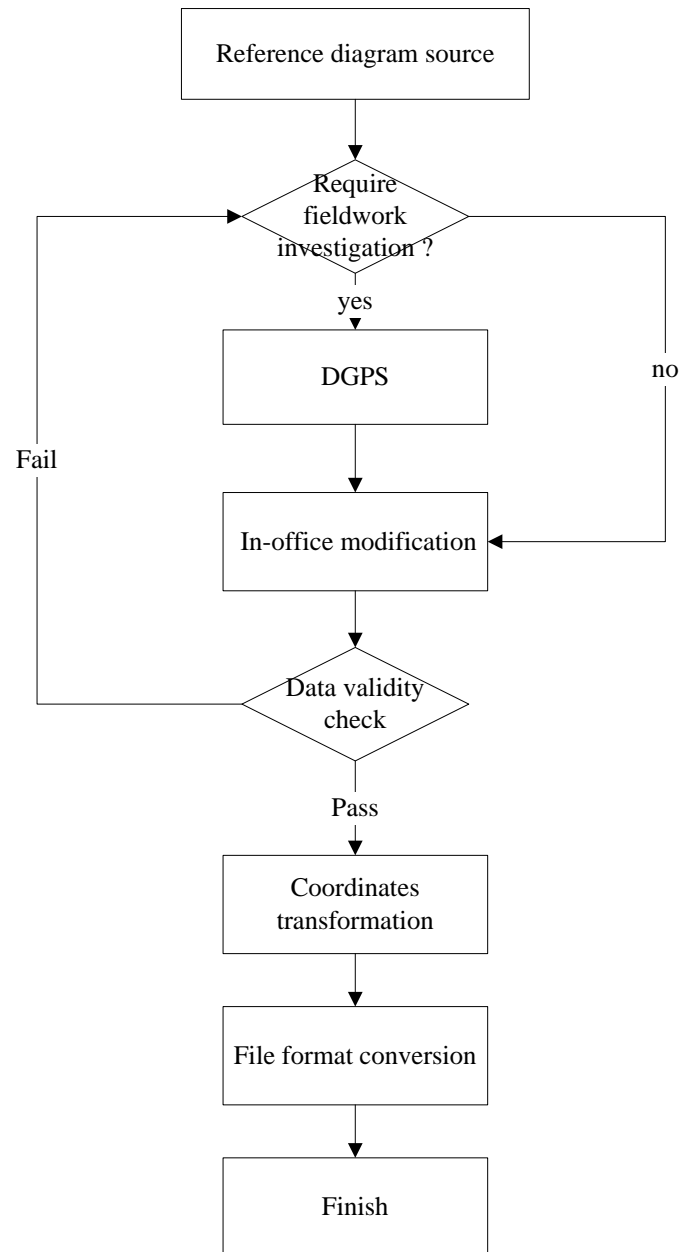 Reference diagram source
Require
fieldwork
investigation ?
yes
DGPS
no
Fail
In-office modification
Data validity
check
Pass
Coordinates
transformation
File format conversion
Finish